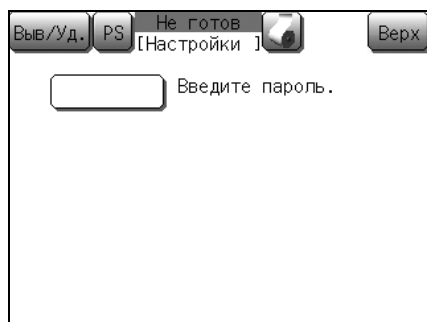 Выв/Уд. PS Не готов Верх
[Настройки ]
Введите пароль.